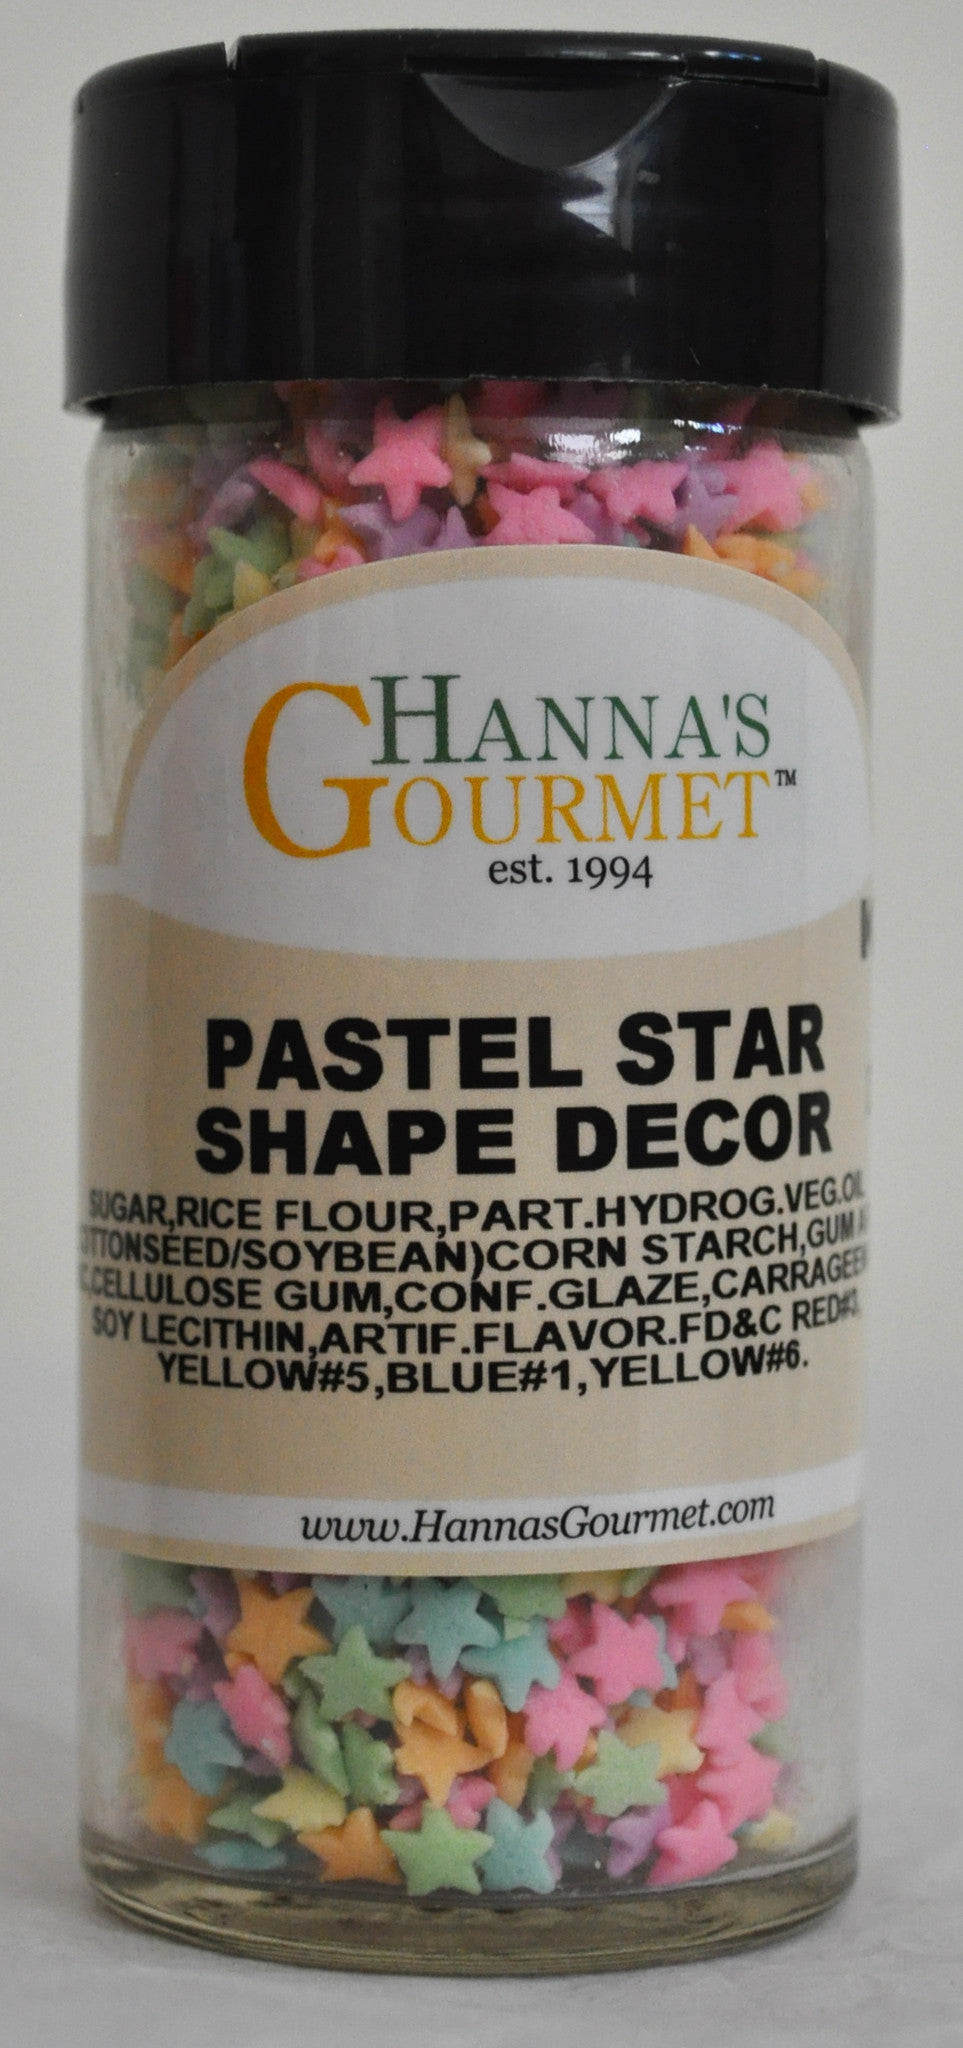 HANNA'S
GOURMET™
est. 1994
PASTEL STAR
SHAPE DECOR
SUGAR,RICE FLOUR,PART.HYDROG.VEG.OIL
OTTONSEED/SOYBEAN)CORN STARCH,GUM A
C,CELLULOSE GUM,CONF.GLAZE,CARRAGEEN
SOY LECITHIN,ARTIF.FLAVOR.FD&C RED#3,
YELLOW#5,BLUE#1,YELLOW#6.
www.HannasGourmet.com